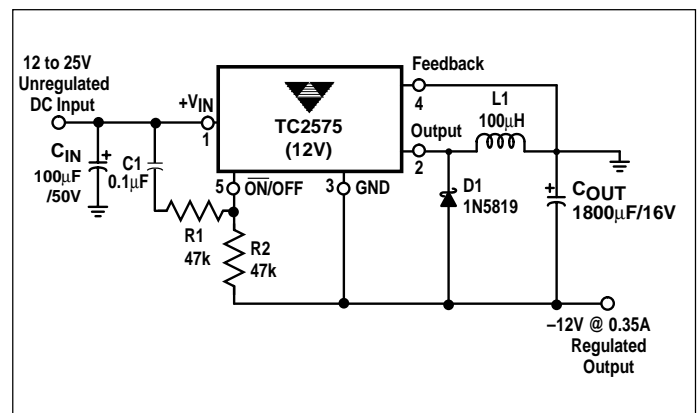 12 to 25V
Unregulated
DC Input
+VIN
1
CIN
100µF
/50V
C1
0.1µF
TC2575
(12V)
Feedback
4
Output
2
L1
100µH
5
ON/OFF
3
GND
R1
47k
R2
47k
D1
1N5819
COUT
1800µF/16V
–12V @ 0.35A
Regulated
Output